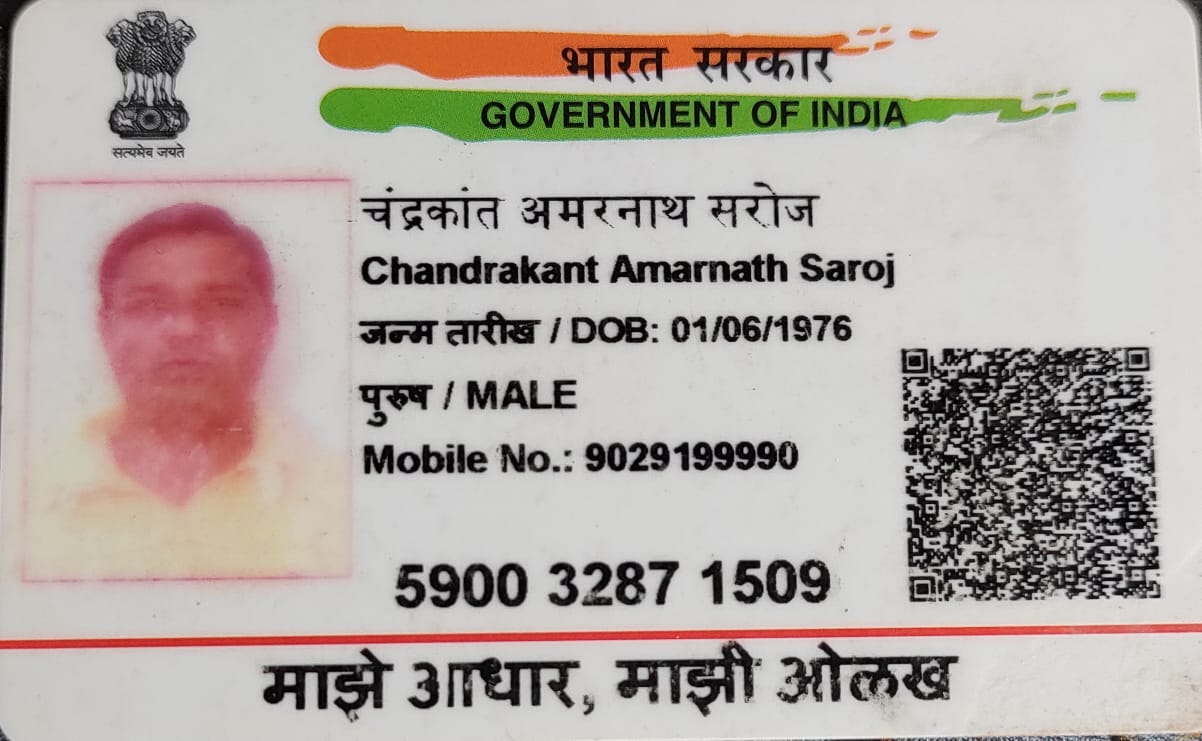 भारत सरकार
GOVERNMENT OF INDIA
सत्यमेव जयते
चंद्रकांत अमरनाथ सरोज
Chandrakant Amarnath Saroj
जन्म तारीख / DOB: 01/06/1976
पुरुष / MALE
Mobile No.: 9029199990
5900 3287 1509
माझे आधार, माझी ओळख